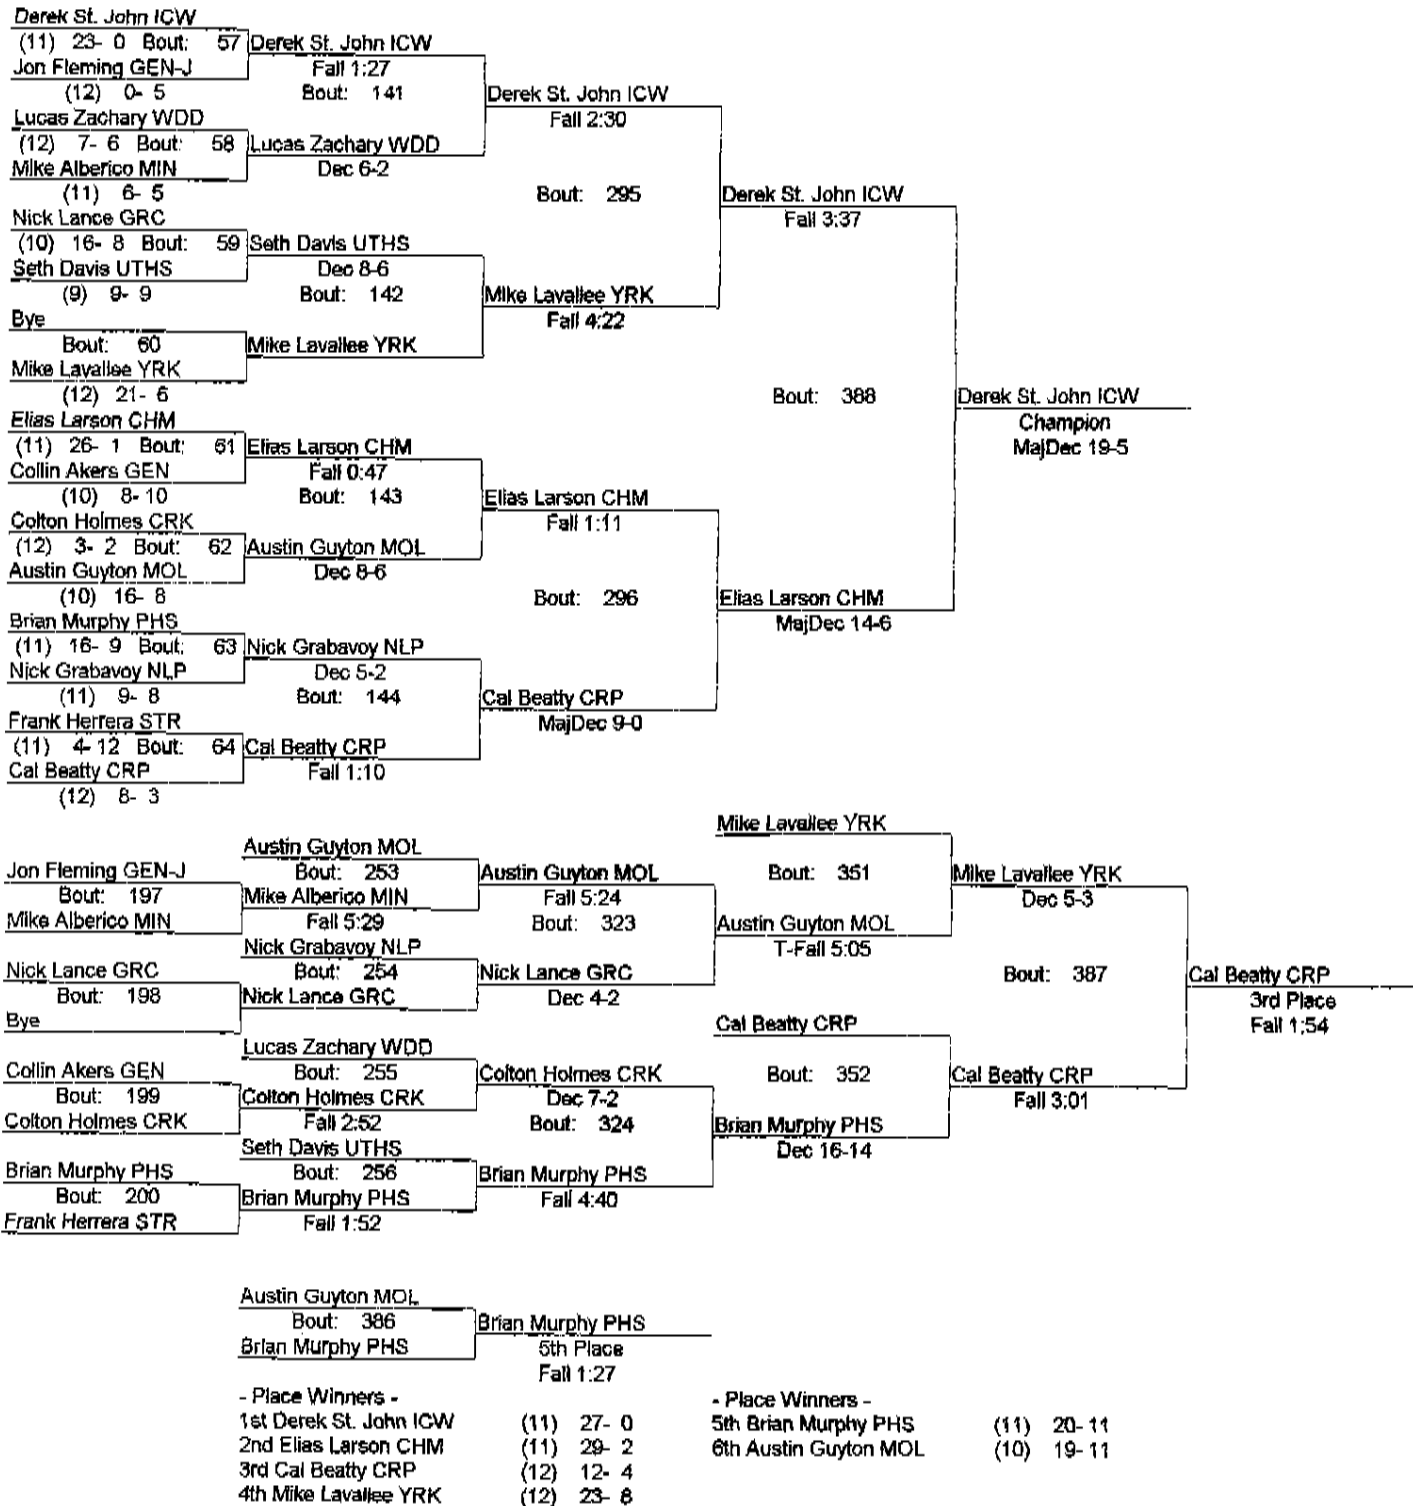 Derek St. John ICW
(11) 23- 0 Bout: 57 Derek St. John ICW
Jon Fleming GEN-J Fall 1:27
(12) 0- 5 Bout: 141 Derek St. John ICW
Lucas Zachary WDD Fall 2:30
(12) 7- 6 Bout: 58 Lucas Zachary WDD
Mike Alberico MIN Dec 6-2
(11) 6- 5 Bout: 295 Derek St. John ICW
Nick Lance GRC Fall 3:37
(10) 16- 8 Bout: 59 Seth Davis UTHS
Seth Davis UTHS Dec 8-6
(9) 9- 9 Bout: 142 Mike Lavallee YRK
Bye Fall 4:22
Bout: 60 Mike Lavallee YRK
Mike Lavallee YRK
(12) 21- 6 Bout: 388 Derek St. John ICW
Elias Larson CHM Champion
(11) 26- 1 Bout: 61 Elias Larson CHM MajDec 19-5
Collin Akers GEN Fall 0:47
(10) 8- 10 Bout: 143 Elias Larson CHM
Colton Holmes CRK Fall 1:11
(12) 3- 2 Bout: 62 Austin Guyton MOL
Austin Guyton MOL Dec 8-6
(10) 16- 8 Bout: 296 Elias Larson CHM
Brian Murphy PHS MajDec 14-6
(11) 16- 9 Bout: 63 Nick Grabavoy NLP
Nick Grabavoy NLP Dec 5-2
(11) 9- 8 Bout: 144 Cal Beatty CRP
Frank Herrera STR MajDec 9-0
(11) 4- 12 Bout: 64 Cal Beatty CRP
Cal Beatty CRP Fall 1:10
(12) 8- 3
Mike Lavallee YRK
Austin Guyton MOL
Jon Fleming GEN-J Bout: 253 Austin Guyton MOL Bout: 351 Mike Lavallee YRK
Bout: 197 Mike Alberico MIN Fall 5:24 Dec 5-3
Mike Alberico MIN Fall 5:29 Bout: 323 Austin Guyton MOL
Nick Grabavoy NLP T-Fall 5:05
Nick Lance GRC Bout: 254 Nick Lance GRC Bout: 387 Cal Beatty CRP
Bout: 198 Nick Lance GRC Dec 4-2 3rd Place
Bye Cal Beatty CRP Fall 1:54
Lucas Zachary WDD
Collin Akers GEN Bout: 255 Colton Holmes CRK Bout: 352 Cal Beatty CRP
Bout: 199 Colton Holmes CRK Dec 7-2 Fall 3:01
Colton Holmes CRK Fall 2:52 Bout: 324 Brian Murphy PHS
Seth Davis UTHS Dec 16-14
Brian Murphy PHS Bout: 256 Brian Murphy PHS
Bout: 200 Brian Murphy PHS Fall 4:40
Frank Herrera STR Fall 1:52
Austin Guyton MOL
Bout: 386 Brian Murphy PHS
Brian Murphy PHS 5th Place
Fall 1:27
- Place Winners - - Place Winners -
1st Derek St. John ICW (11) 27- 0 5th Brian Murphy PHS (11) 20- 11
2nd Elias Larson CHM (11) 29- 2 6th Austin Guyton MOL (10) 19- 11
3rd Cal Beatty CRP (12) 12- 4
4th Mike Lavallee YRK (12) 23- 8